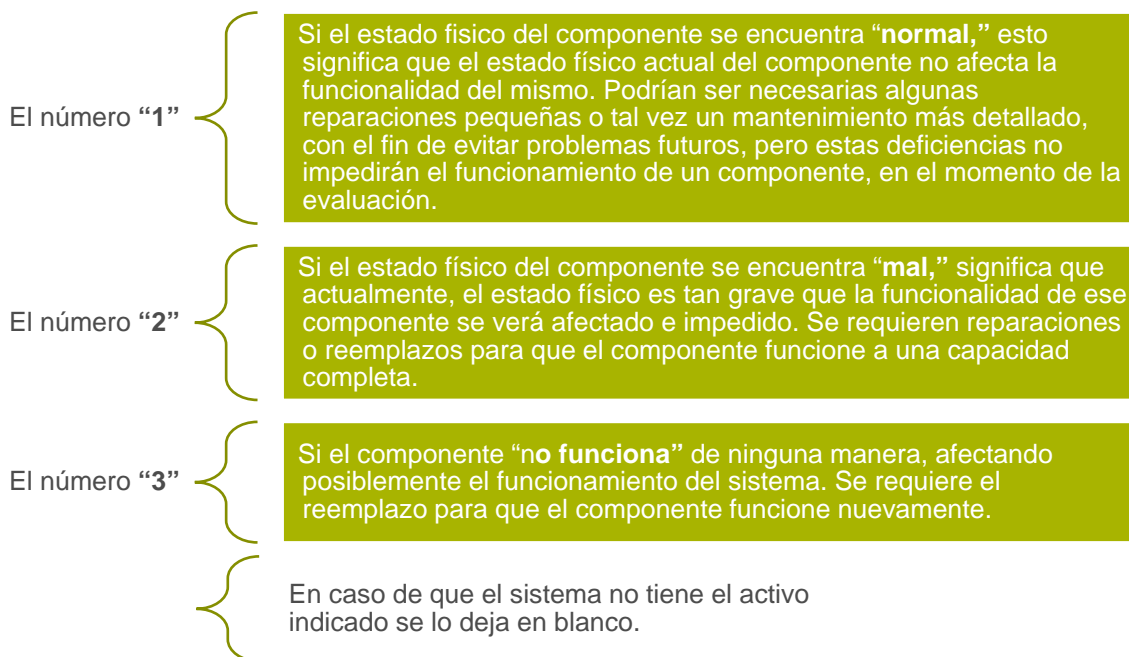 Si el estado fisico del componente se encuentra “normal,” esto
significa que el estado físico actual del componente no afecta la
funcionalidad del mismo. Podrían ser necesarias algunas
El número “1”
reparaciones pequeñas o tal vez un mantenimiento más detallado,
con el fin de evitar problemas futuros, pero estas deficiencias no
impedirán el funcionamiento de un componente, en el momento de la
evaluación.
Si el estado físico del componente se encuentra “mal,” significa que
actualmente, el estado físico es tan grave que la funcionalidad de ese
El número “2”
componente se verá afectado e impedido. Se requieren reparaciones
o reemplazos para que el componente funcione a una capacidad
completa.
Si el componente “no funciona” de ninguna manera, afectando
El número “3”
posiblemente el funcionamiento del sistema. Se requiere el
reemplazo para que el componente funcione nuevamente.
En caso de que el sistema no tiene el activo
indicado se lo deja en blanco.